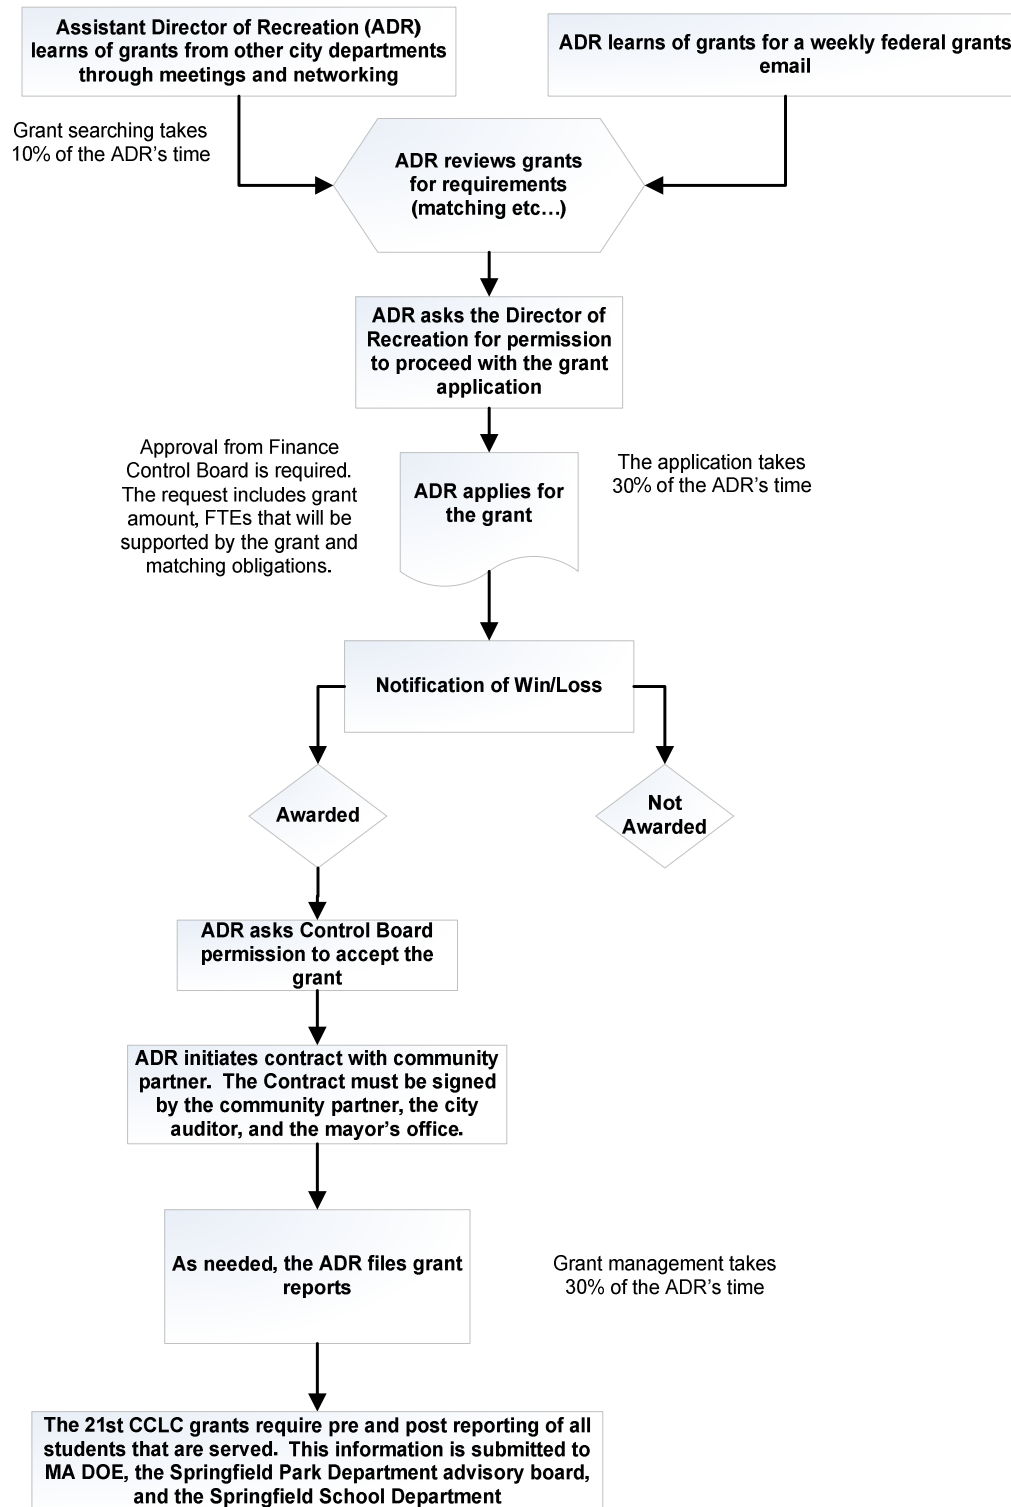 Assistant Director of Recreation (ADR)
learns of grants from other city departments
through meetings and networking
ADR learns of grants for a weekly federal grants
email
Grant searching takes
10% of the ADR's time
ADR reviews grants
for requirements
(matching etc…)
ADR asks the Director of
Recreation for permission
to proceed with the grant
application
Approval from Finance
Control Board is required.
The request includes grant
amount, FTEs that will be
supported by the grant and
matching obligations.
ADR applies for
the grant
The application takes
30% of the ADR's time
Notification of Win/Loss
Awarded
Not
Awarded
ADR asks Control Board
permission to accept the
grant
ADR initiates contract with community
partner.  The Contract must be signed
by the community partner, the city
auditor, and the mayor's office.
As needed, the ADR files grant
reports
Grant management takes
30% of the ADR's time
The 21st CCLC grants require pre and post reporting of all
students that are served.  This information is submitted to
MA DOE, the Springfield Park Department advisory board,
and the Springfield School Department